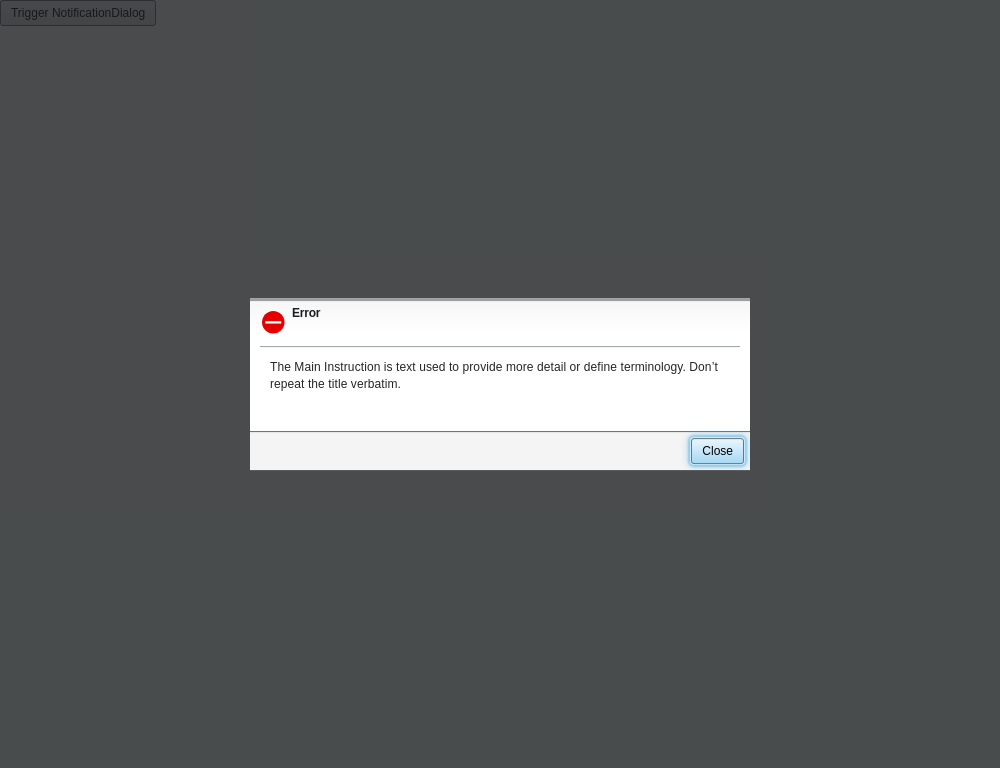 Trigger NotificationDialog
Error
The Main Instruction is text used to provide more detail or define terminology. Don’t
repeat the title verbatim.
Close